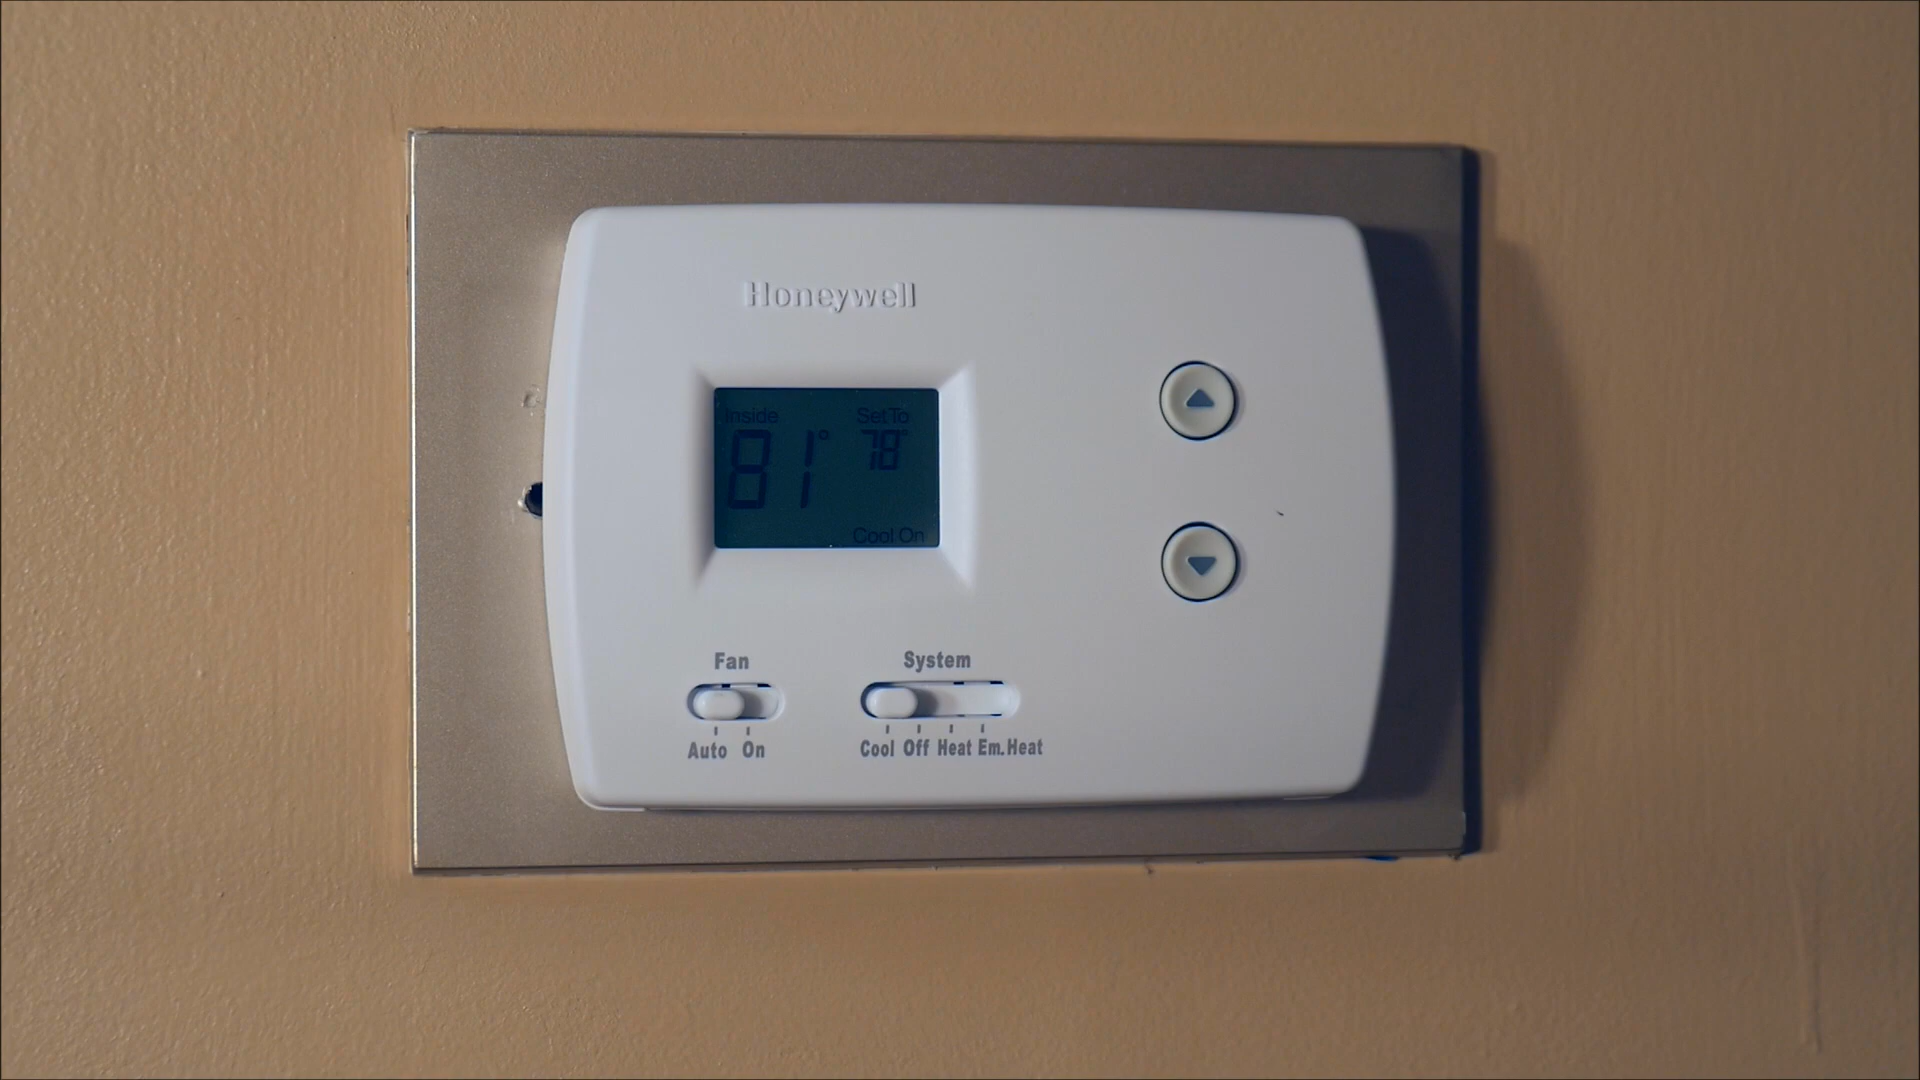 Honeywell
Inside Set To
81° 78
Cool On
Fan System
Auto On Cool Off Heat Em. Heat